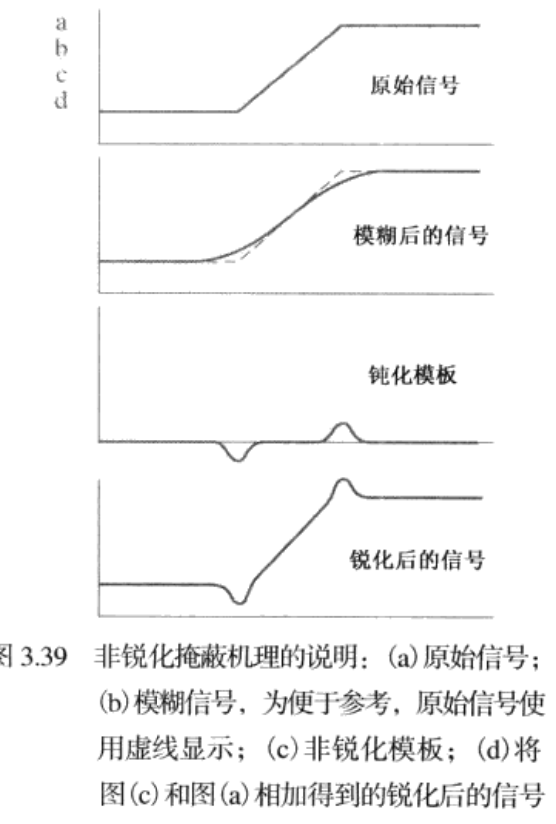 a
b
c
d
原始信号
模糊后的信号
钝化模板
锐化后的信号
图 3.39 非锐化掩蔽机理的说明：(a)原始信号；
(b)模糊信号，为便于参考，原始信号使
用虚线显示；(c)非锐化模板；(d)将
图(c)和图(a)相加得到的锐化后的信号